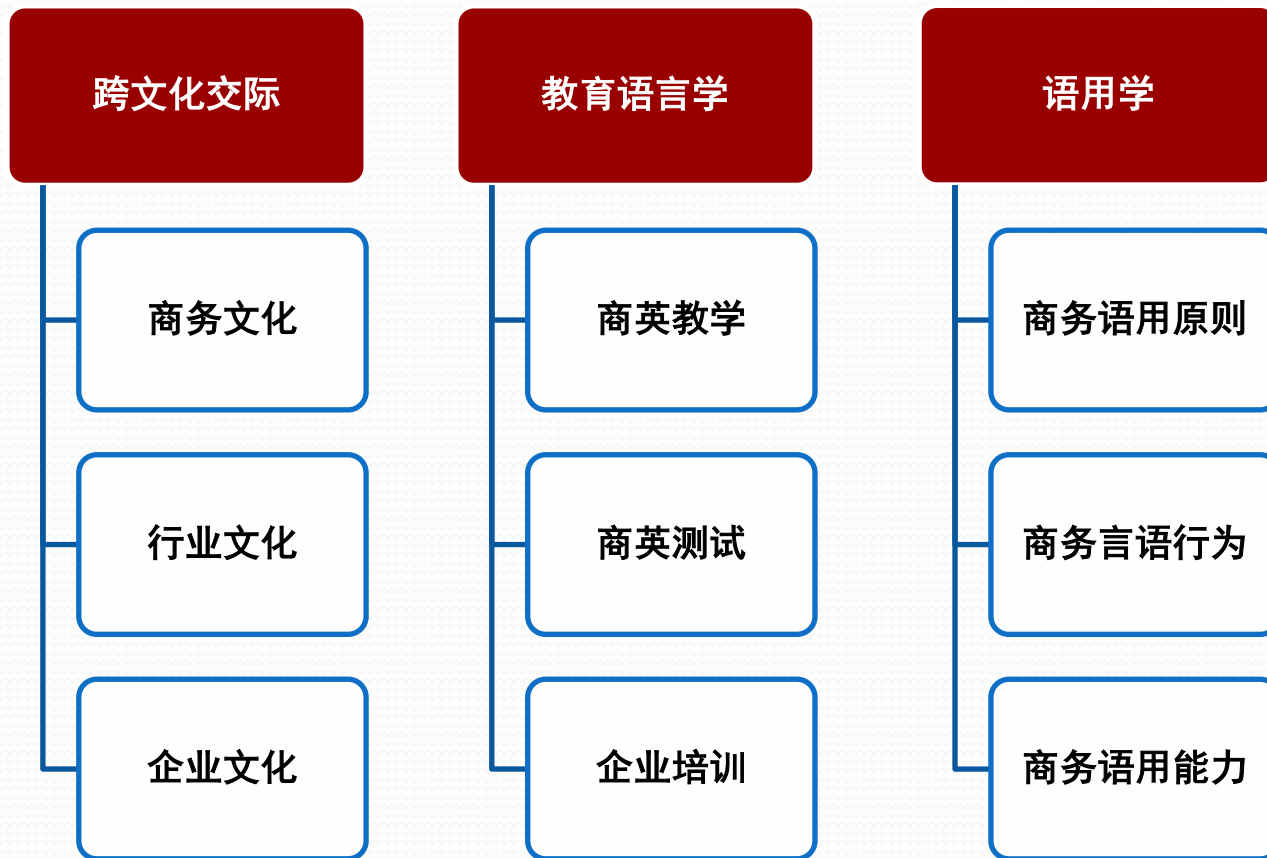 跨文化交际
商务文化
行业文化
企业文化
教育语言学
商英教学
商英测试
企业培训
语用学
商务语用原则
商务言语行为
商务语用能力